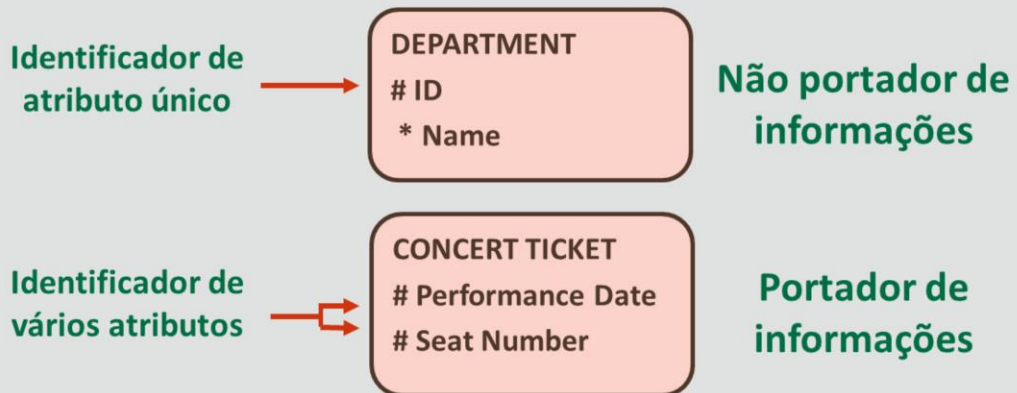 Identificador de
atributo único
DEPARTMENT
# ID
* Name
Não portador de
informações
Identificador de
vários atributos
CONCERT TICKET
# Performance Date
# Seat Number
Portador de
informações